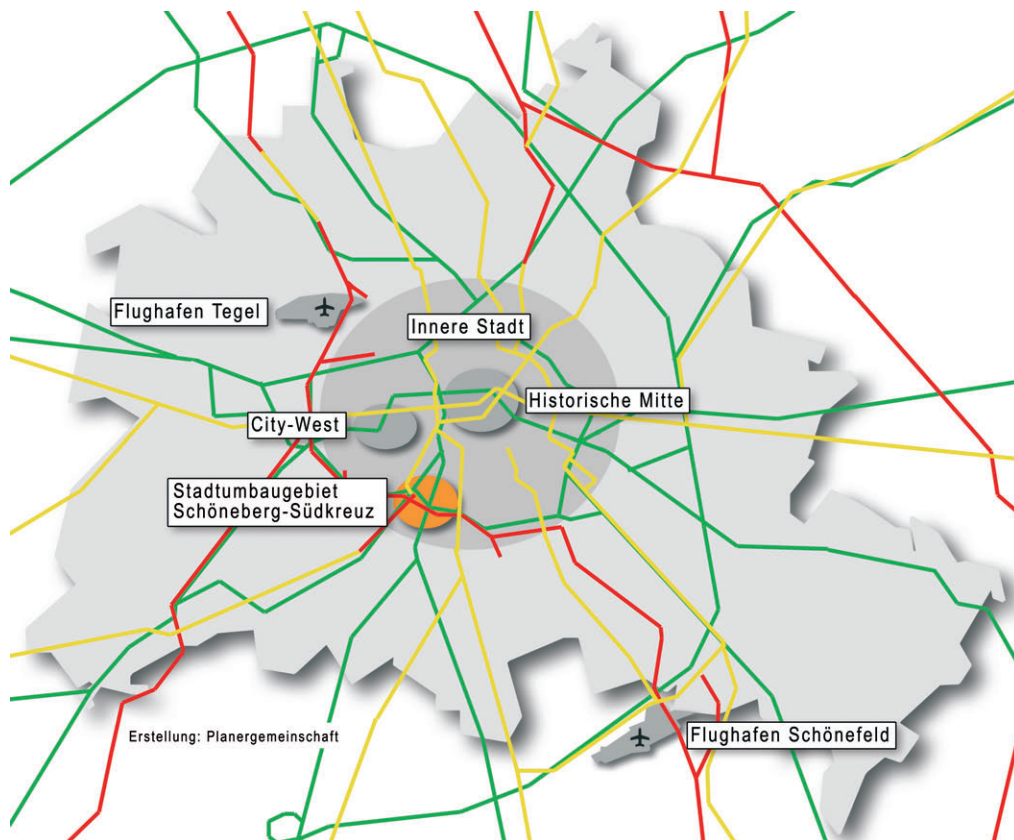 Flughafen Tegel
Innere Stadt
Historische Mitte
City-West
Stadtumbaugebiet
Schöneberg-Südkreuz
Erstellung: Planergemeinschaft
Flughafen Schönefeld